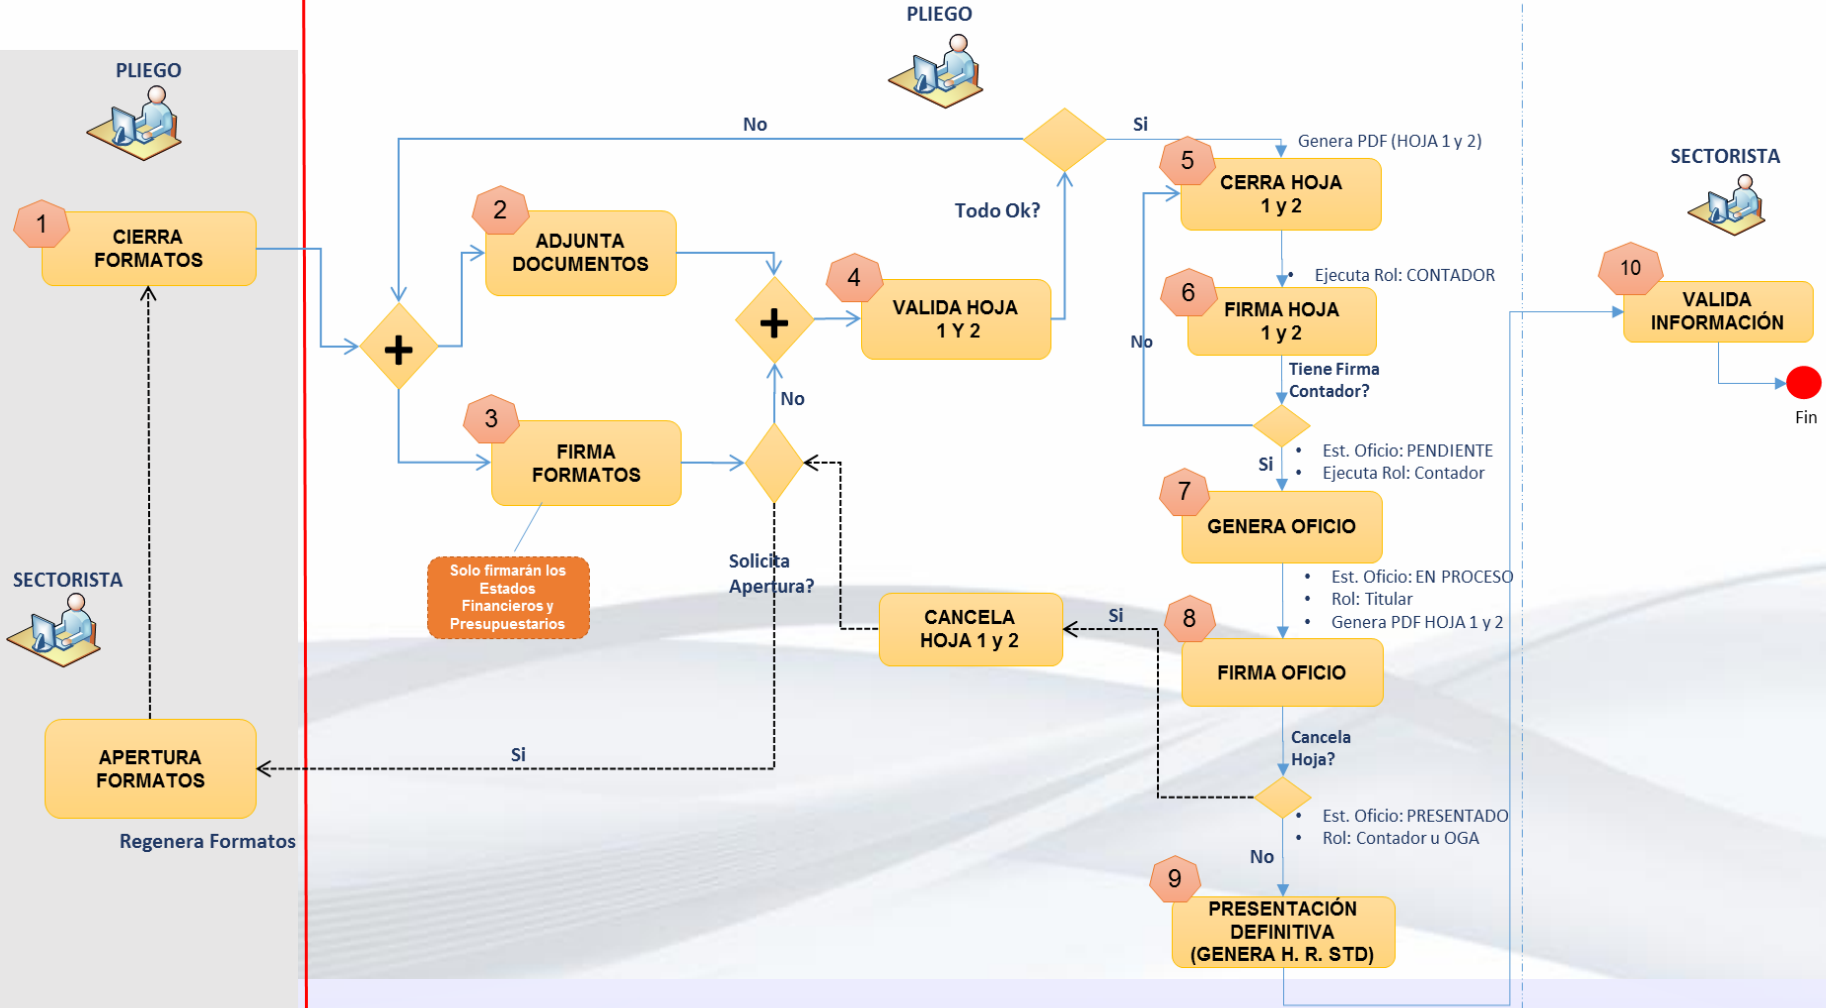 PLIEGO
PLIEGO
SECTORISTA
SECTORISTA
1
CIERRA
FORMATOS
2
ADJUNTA
DOCUMENTOS
3
FIRMA
FORMATOS
Solo firmarán los
Estados
Financieros y
Presupuestarios
No
Solicita
Apertura?
Si
APERTURA
FORMATOS
Regenera Formatos
4
VALIDA HOJA
1 Y 2
Todo Ok?
No
Si
Genera PDF (HOJA 1 y 2)
5
CERRA HOJA
1 y 2
• Ejecuta Rol: CONTADOR
6
FIRMA HOJA
1 y 2
No
Tiene Firma
Contador?
Si
• Est. Oficio: PENDIENTE
• Ejecuta Rol: Contador
7
GENERA OFICIO
• Est. Oficio: EN PROCESO
• Rol: Titular
• Genera PDF HOJA 1 y 2
8
FIRMA OFICIO
Cancela
Hoja?
Si
CANCELA
HOJA 1 y 2
• Est. Oficio: PRESENTADO
• Rol: Contador u OGA
No
9
PRESENTACIÓN
DEFINITIVA
(GENERA H. R. STD)
10
VALIDA
INFORMACIÓN
Fin